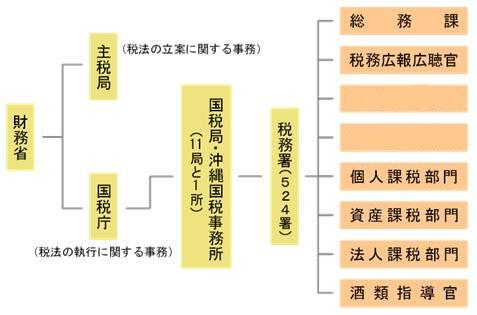 財務省
主税局
(税法の立案に関する事務)
国税庁
(税法の執行に関する事務)
国税局・沖縄国税事務所
(11局と1所)
税務署(524署)
総務課
税務広報広聴官
個人課税部門
資産課税部門
法人課税部門
酒類指導官